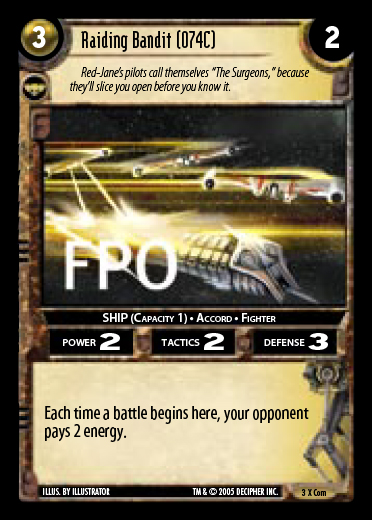 3
Raiding Bandit (074C)
2
Red-Jane's pilots call themselves "The Surgeons," because
they'll slice you open before you know it.
FPO
SHIP (CAPACITY 1) • ACCORD • FIGHTER
POWER 2 TACTICS 2 DEFENSE 3
Each time a battle begins here, your opponent
pays 2 energy.
ILLUS. BY ILLUSTRATOR TM & © 2005 DECIPHER INC. 3 X Com